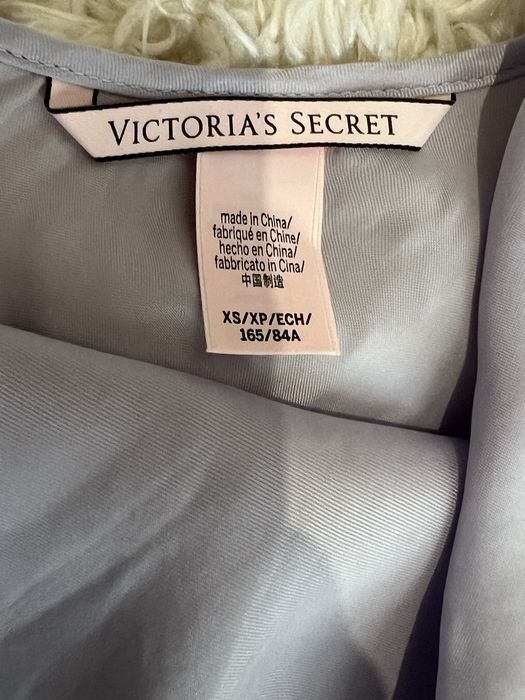 VICTORIA'S SECRET
made in China/
fabriqué en Chine/
hecho en China/
fabbricato in Cina/
中国制造
XS/XP/ECH/
165/84A